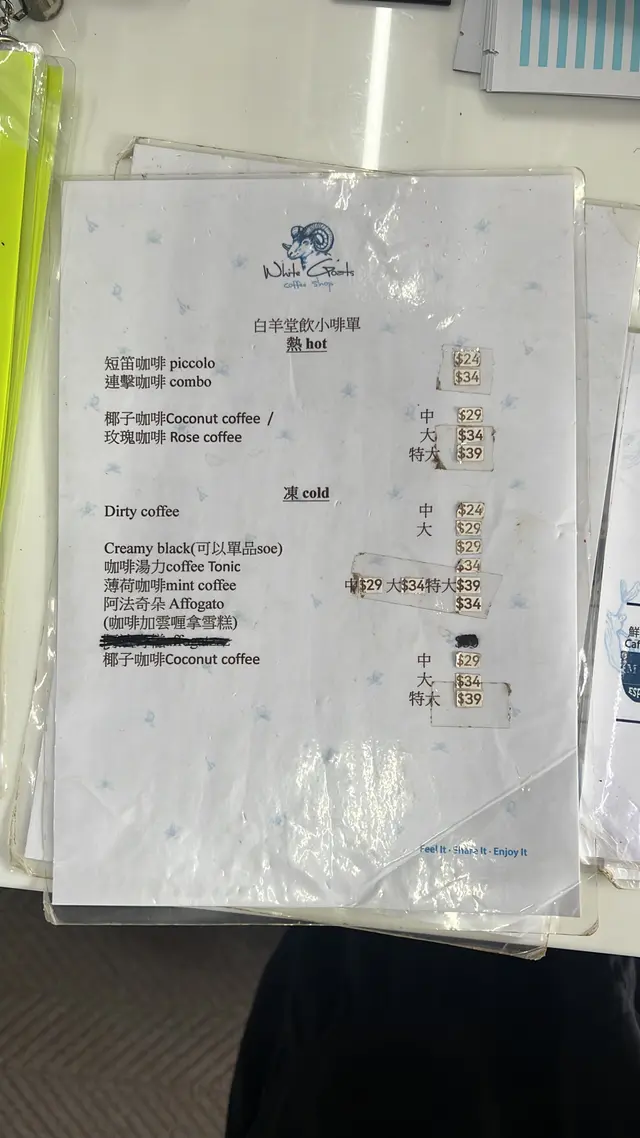 White Goats
coffee shop
白羊堂飲小啡單
熱 hot
短笛咖啡 piccolo $24
連擊咖啡 combo $34
椰子咖啡Coconut coffee / 中 $29
玫瑰咖啡 Rose coffee 大 $34
特大 $39
凍 cold
Dirty coffee 中 $24
大 $29
Creamy black(可以單品soe) $29
咖啡湯力coffee Tonic $34
薄荷咖啡mint coffee 中$29 大$34特大$39
阿法奇朵 Affogato $34
(咖啡加雲喱拿雪糕)
椰子咖啡Coconut coffee 中 $29
大 $34
特大 $39
Feel It · Share It · Enjoy It
鮮